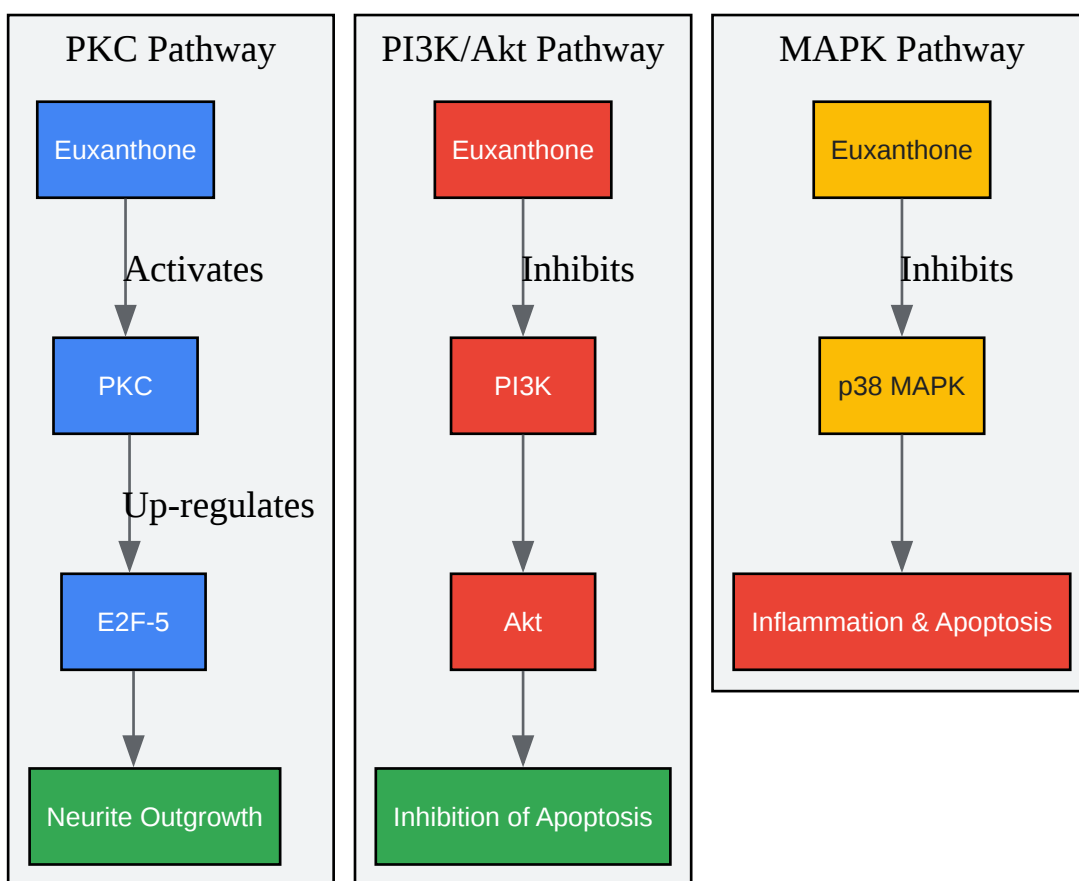 PKC Pathway
Euxanthone
Activates
PKC
Up-regulates
E2F-5
Neurite Outgrowth
PI3K/Akt Pathway
Euxanthone
Inhibits
PI3K
Akt
Inhibition of Apoptosis
MAPK Pathway
Euxanthone
Inhibits
p38 MAPK
Inflammation & Apoptosis